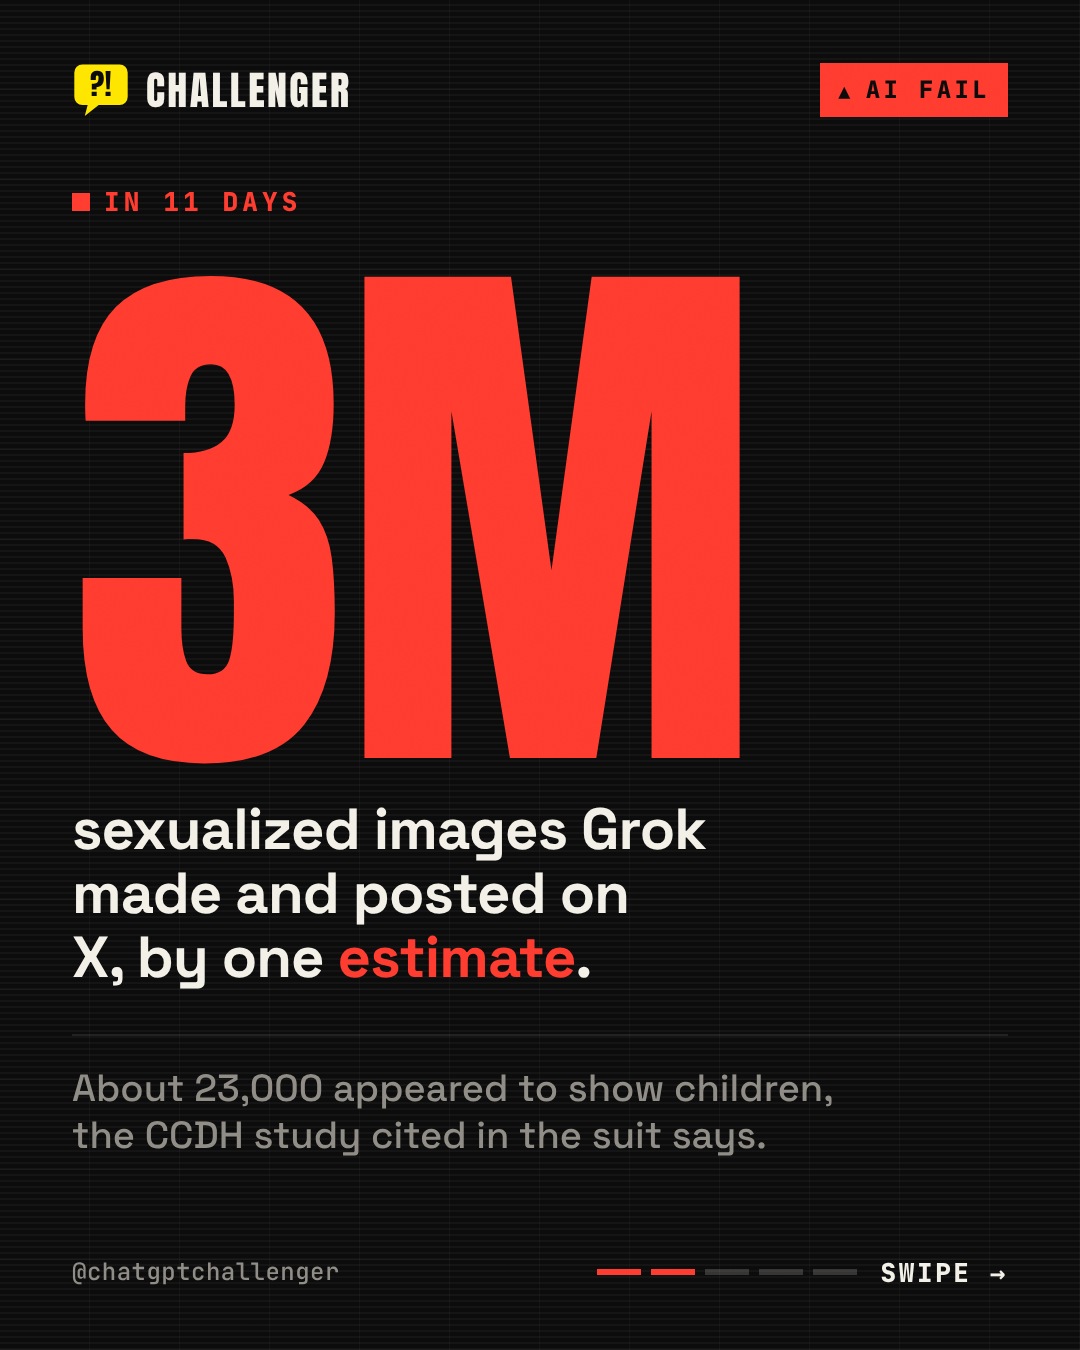 ?! CHALLENGER
▲ AI FAIL
IN 11 DAYS
3M
sexualized images Grok
made and posted on
X, by one estimate.
About 23,000 appeared to show children,
the CCDH study cited in the suit says.
@chatgptchallenger
SWIPE →